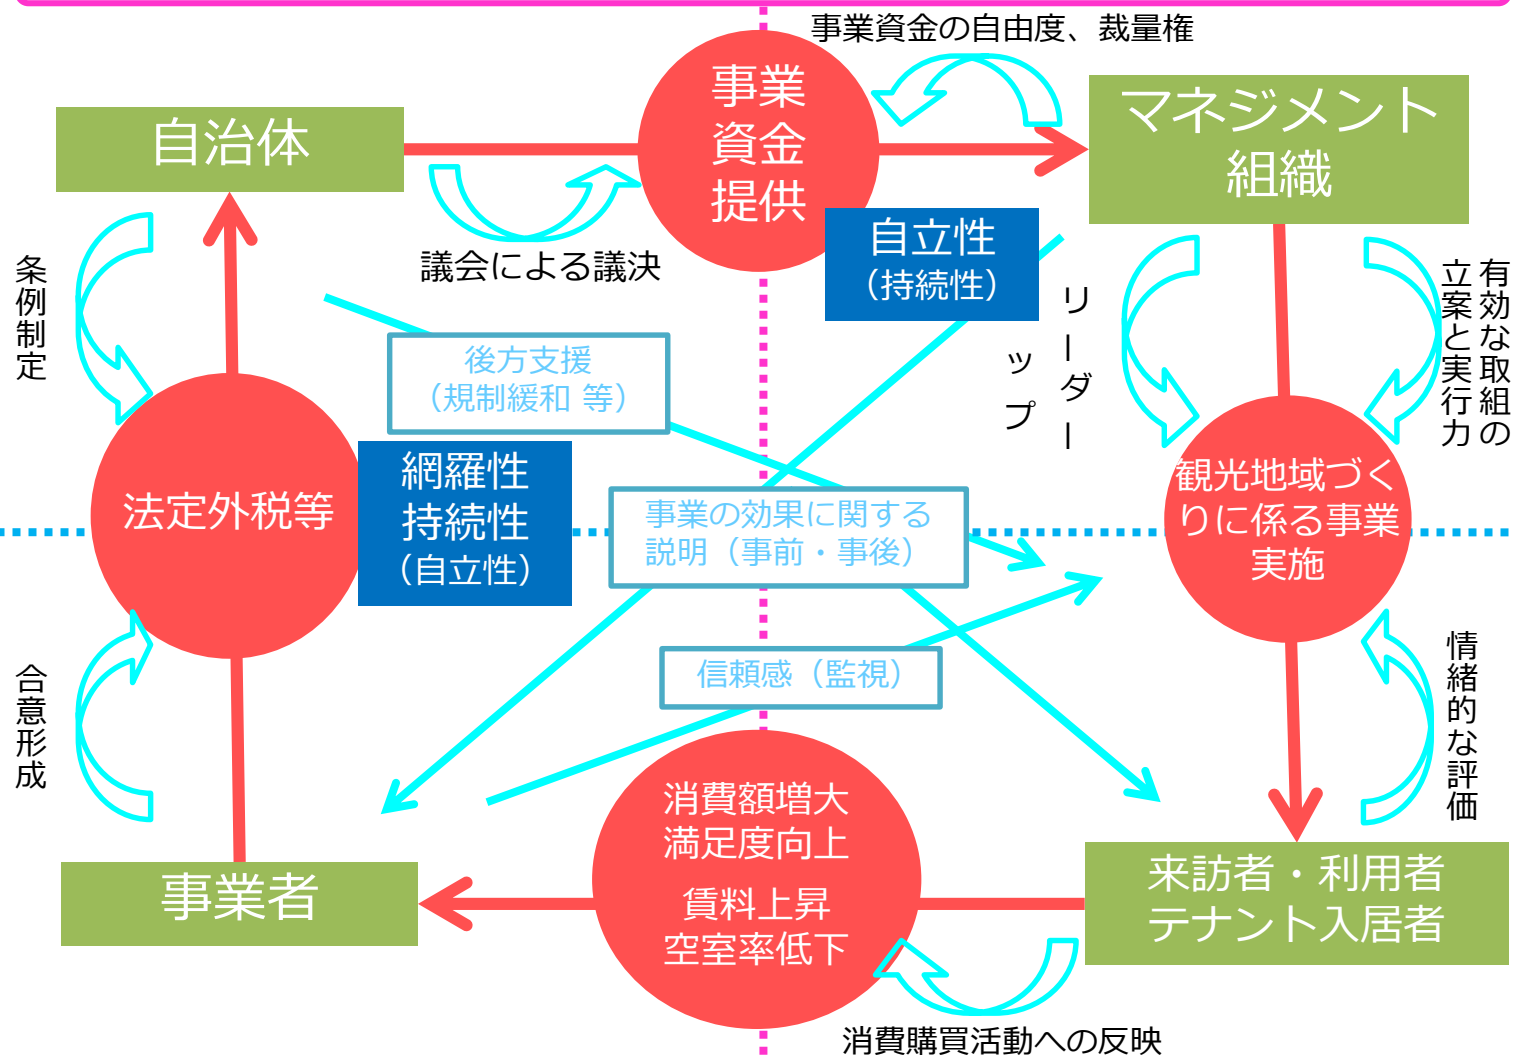 事業資金の自由度、裁量権
自治体
事業
資金
提供
マネジメント
組織
議会による議決
自立性
（持続性）
条例制定
リーダー
ップ
有効な取組の
立案と実行力
後方支援
（規制緩和 等）
法定外税等
網羅性
持続性
（自立性）
事業の効果に関する
説明（事前・事後）
観光地域づく
りに係る事業
実施
信頼感（監視）
合意形成
情緒的な評価
消費額増大
満足度向上
賃料上昇
空室率低下
事業者
来訪者・利用者
テナント入居者
消費購買活動への反映